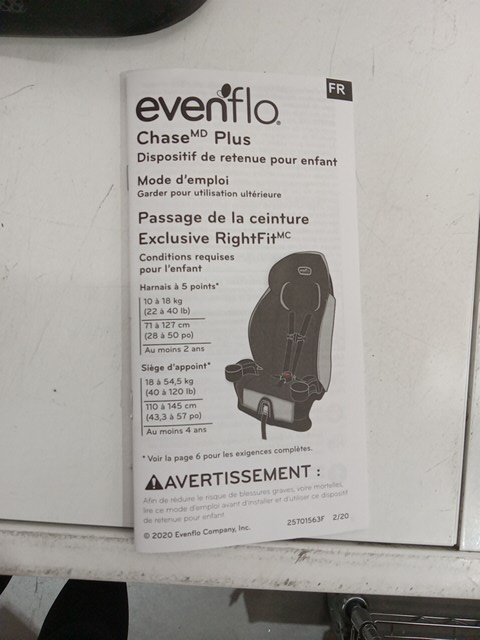 FR
evenflo®
Chaseᴹᴰ Plus
Dispositif de retenue pour enfant
Mode d'emploi
Garder pour utilisation ultérieure
Passage de la ceinture
Exclusive RightFitᴹᶜ
Conditions requises
pour l'enfant
Harnais à 5 points*
10 à 18 kg
(22 à 40 lb)
71 à 127 cm
(28 à 50 po)
Au moins 2 ans
Siège d'appoint*
18 à 54,5 kg
(40 à 120 lb)
110 à 145 cm
(43,3 à 57 po)
Au moins 4 ans
* Voir la page 6 pour les exigences complètes.
AVERTISSEMENT :
Afin de réduire le risque de blessures graves, voire mortelles,
lire ce mode d'emploi avant d'installer et d'utiliser ce dispositif
de retenue pour enfant.
© 2020 Evenflo Company, Inc.
25701563F 2/20